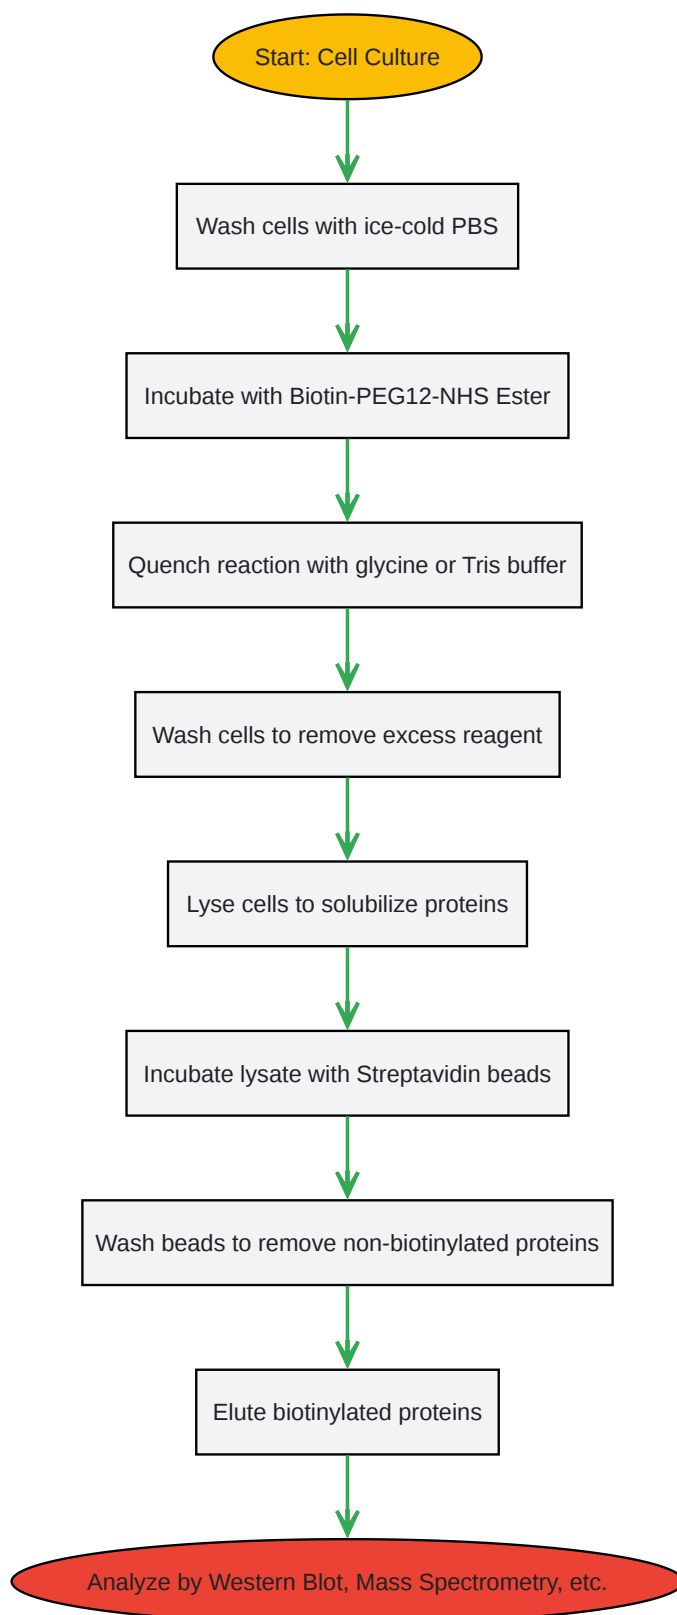 Start: Cell Culture
Wash cells with ice-cold PBS
Incubate with Biotin-PEG12-NHS Ester
Quench reaction with glycine or Tris buffer
Wash cells to remove excess reagent
Lyse cells to solubilize proteins
Incubate lysate with Streptavidin beads
Wash beads to remove non-biotinylated proteins
Elute biotinylated proteins
Analyze by Western Blot, Mass Spectrometry, etc.